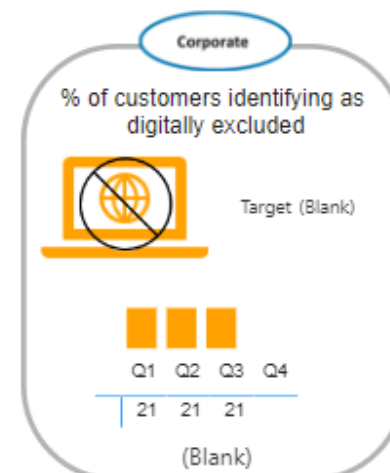 Corporate
% of customers identifying as
digitally excluded
Target (Blank)
Q1 Q2 Q3 Q4
21 21 21
(Blank)